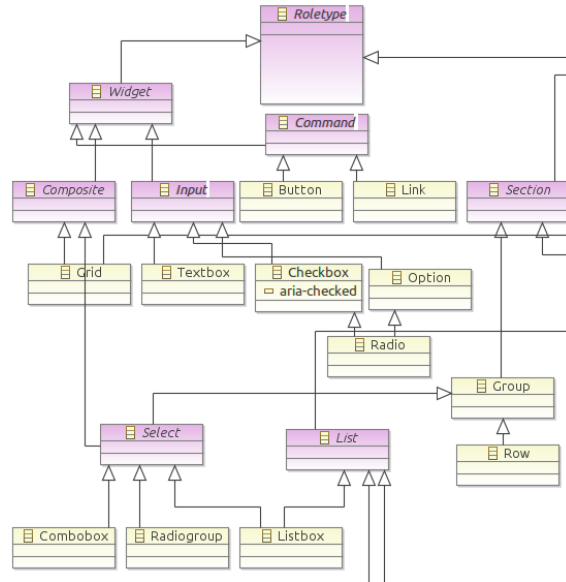 Roletype
Widget
Command
Composite
Input
Button
Link
Section
Grid
Textbox
Checkbox
aria-checked
Option
Radio
Group
Select
List
Row
Combobox
Radiogroup
Listbox